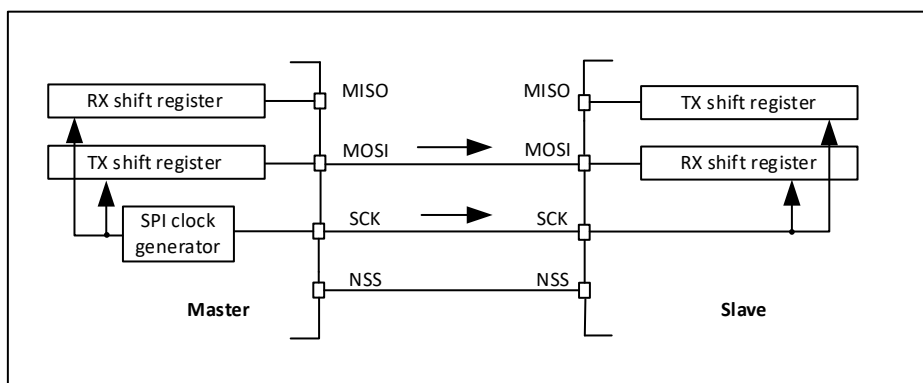 RX shift register
MISO
MISO
TX shift register
TX shift register
MOSI
MOSI
RX shift register
SPI clock
generator
SCK
SCK
NSS
NSS
Master
Slave